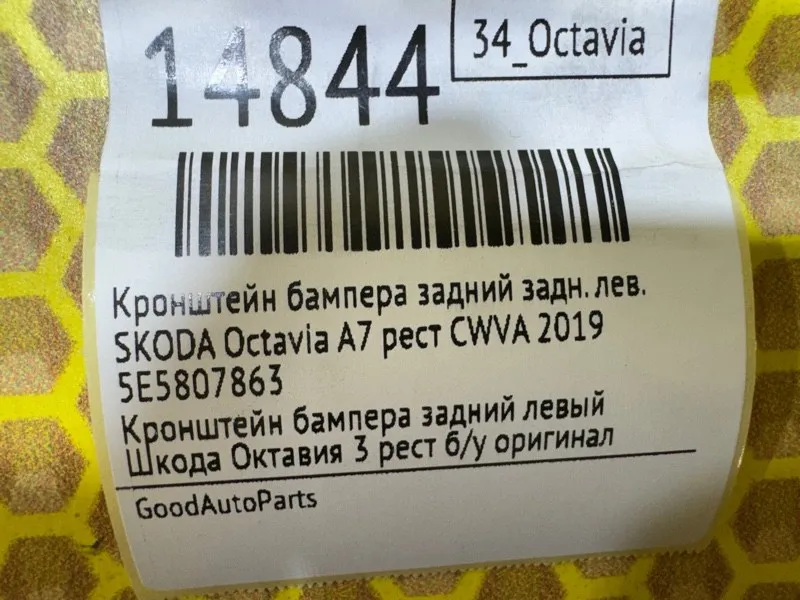 14844
34_Octavia
Кронштейн бампера задний задн. лев.
SKODA Octavia A7 рест CWVA 2019
5E5807863
Кронштейн бампера задний левый
Шкода Октавия 3 рест б/у оригинал
GoodAutoParts